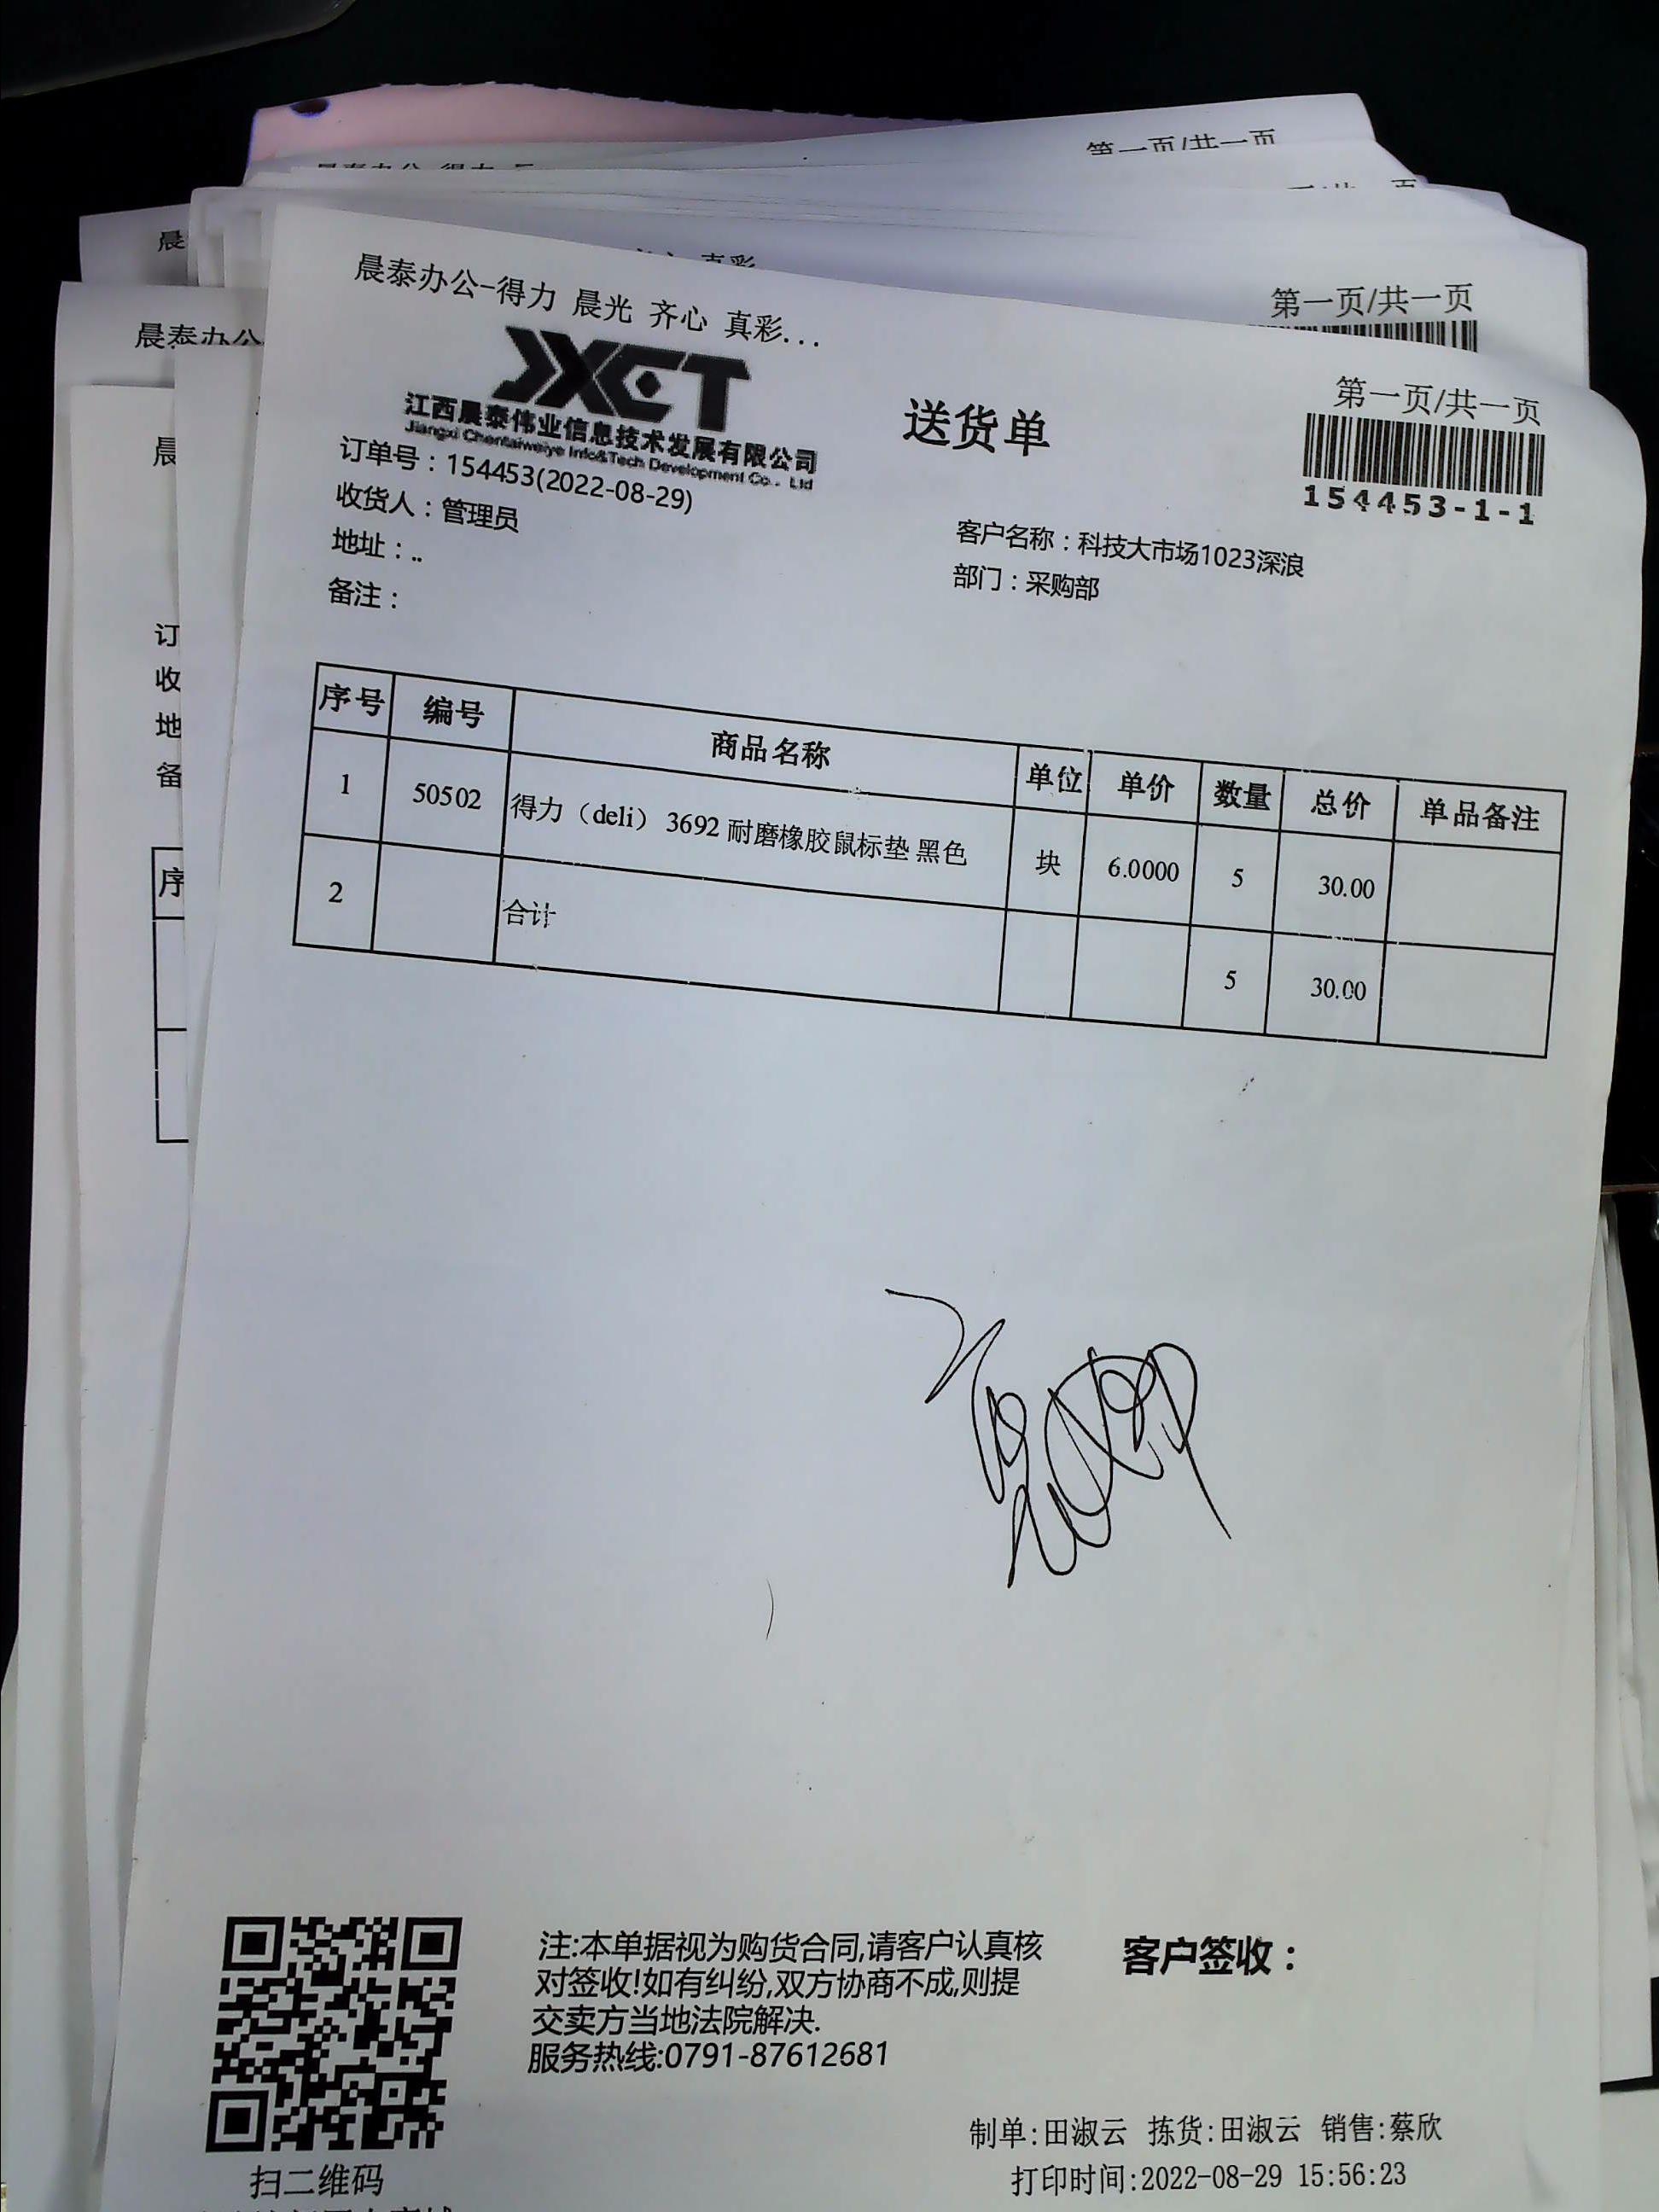 第一页/共一页
第一页/共一页
晨泰办公-得力 晨光 齐心 真彩...
第一页/共一页
JXCT
江西晨泰伟业信息技术发展有限公司
Jiangxi Chentaiweiye Info&Tech Development Co., Ltd
送货单
154453-1-1
订单号：154453(2022-08-29)
收货人：管理员
客户名称：科技大市场1023深浪
地址：..
部门：采购部
备注：
序号 编号 商品名称 单位 单价 数量 总价 单品备注
1 50502 得力（deli） 3692 耐磨橡胶鼠标垫 黑色 块 6.0000 5 30.00
2 合计 5 30.00
注:本单据视为购货合同,请客户认真核
对签收!如有纠纷,双方协商不成,则提
交卖方当地法院解决.
服务热线:0791-87612681
客户签收：
扫二维码
制单:田淑云 拣货:田淑云 销售:蔡欣
打印时间:2022-08-29 15:56:23
晨泰办公
晨
订
收
地
备
序